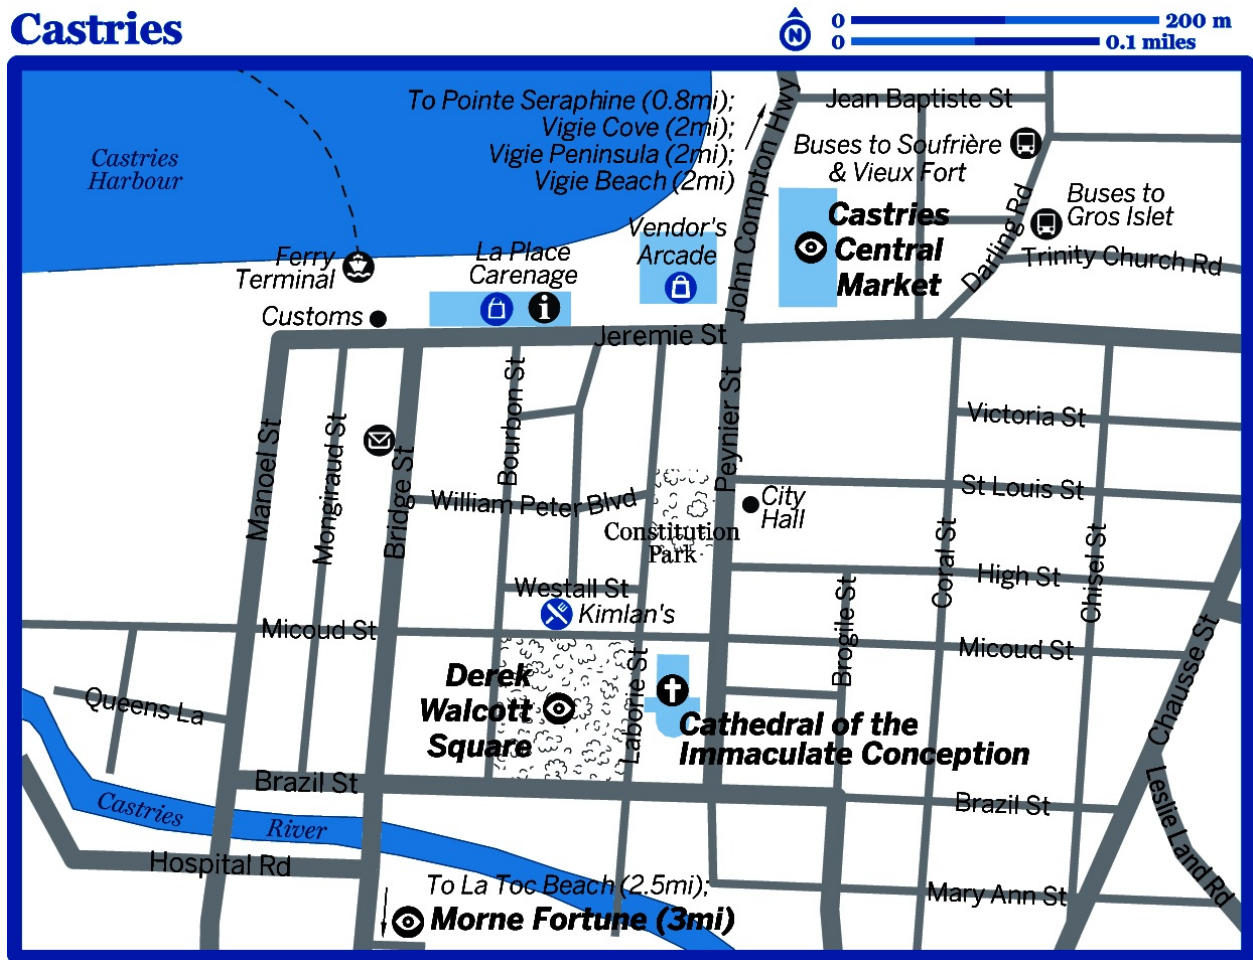 Castries
N
0 200 m
0 0.1 miles
To Pointe Seraphine (0.8mi);
Vigie Cove (2mi);
Vigie Peninsula (2mi);
Vigie Beach (2mi)
John Compton Hwy
Jean Baptiste St
Buses to Soufrière
& Vieux Fort
Castries
Harbour
Buses to
Gros Islet
Darling Rd
Trinity Church Rd
Castries
Central
Market
Vendor's
Arcade
La Place
Carenage
i
Ferry
Terminal
Customs
Jeremie St
Manoel St
Mongiraud St
Bridge St
Bourbon St
Peynier St
Victoria St
St Louis St
William Peter Blvd
City
Hall
Constitution
Park
Coral St
Chisel St
High St
Westall St
Kimlan's
Brogile St
Micoud St
Micoud St
Chausse St
Derek
Walcott
Square
Laborie St
Cathedral of the
Immaculate Conception
Queens La
Brazil St
Brazil St
Leslie Land Rd
Castries
River
Hospital Rd
To La Toc Beach (2.5mi);
Morne Fortune (3mi)
Mary Ann St